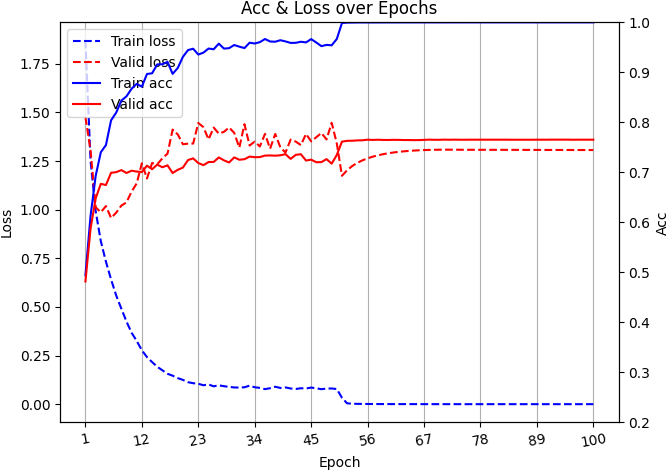 Acc & Loss over Epochs
Train loss
Valid loss
Train acc
Valid acc
Loss
1.75
1.50
1.25
1.00
0.75
0.50
0.25
0.00
1.0
0.9
0.8
0.7
0.6
0.5
0.4
0.3
0.2
Acc
1 12 23 34 45 56 67 78 89 100
Epoch